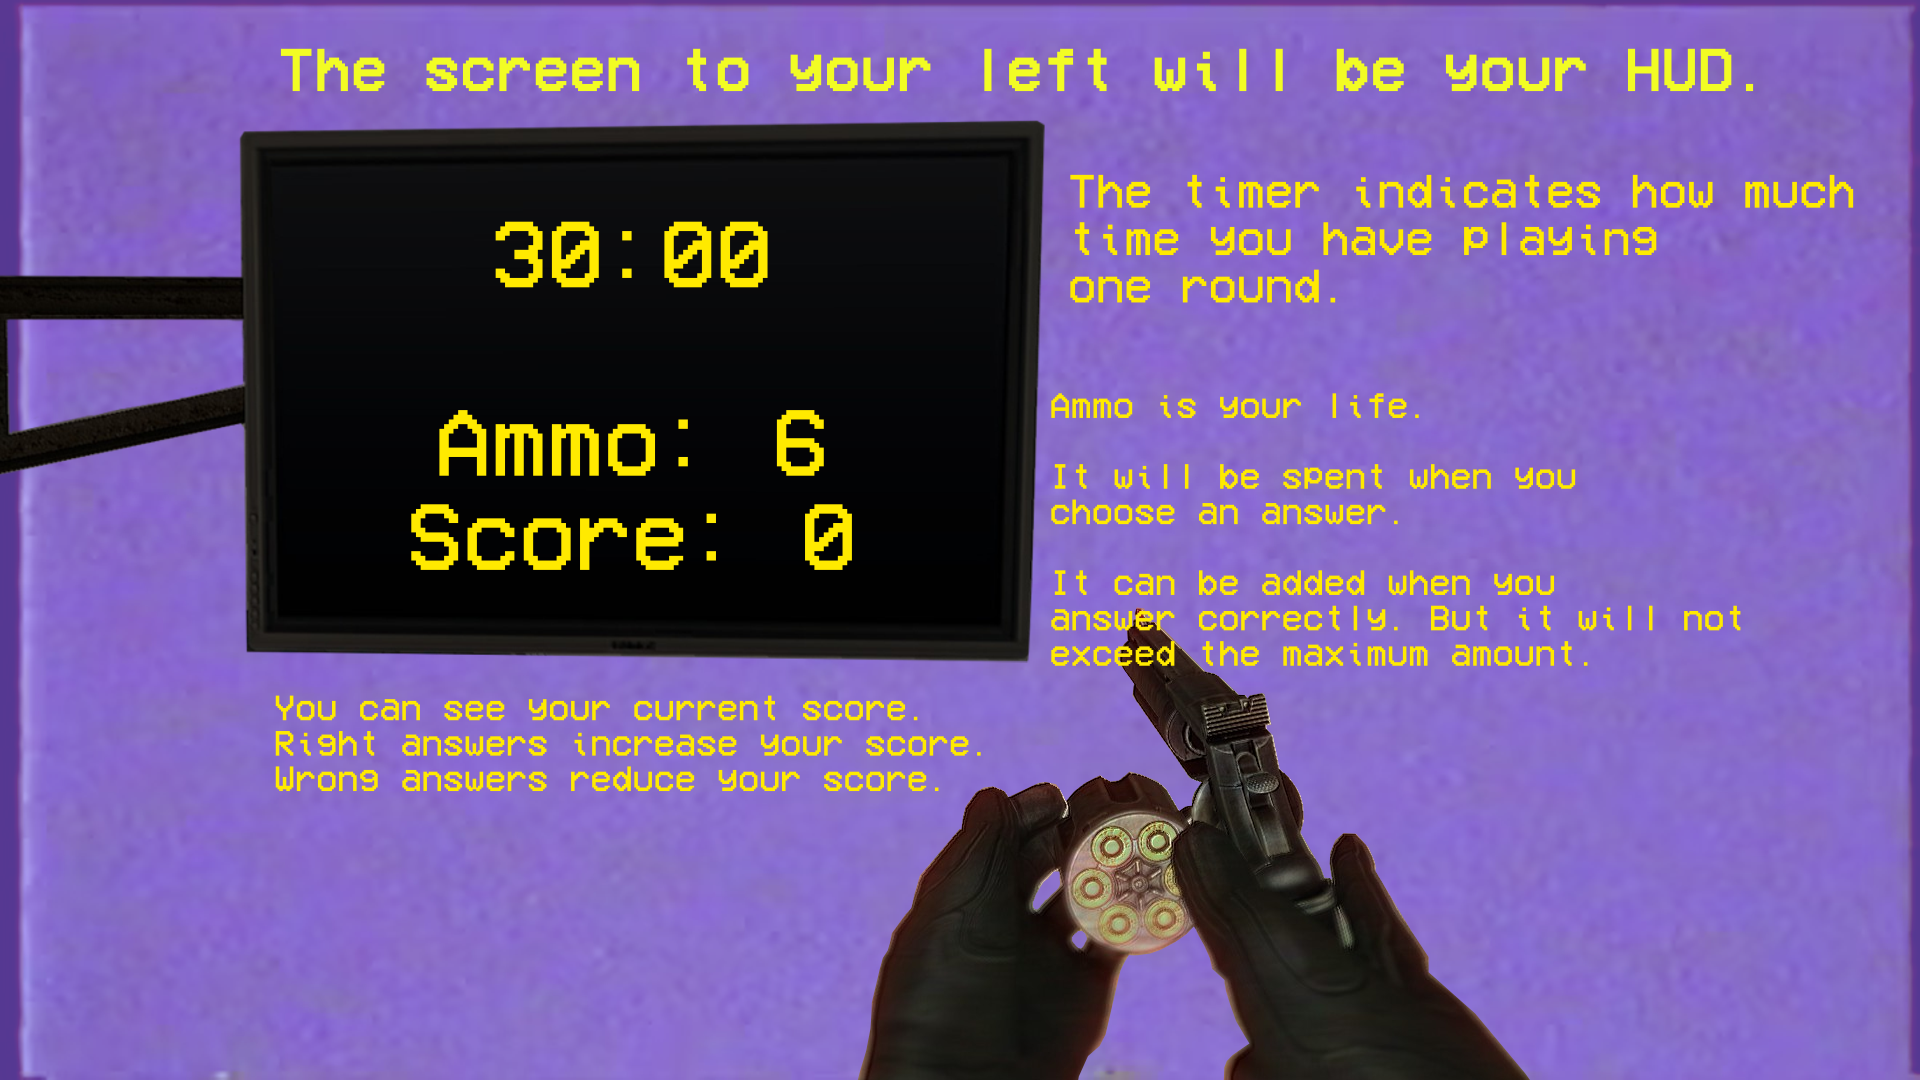 The screen to your left will be your HUD.
30:00
Ammo: 6
Score: 0
The timer indicates how much
time you have playing
one round.
Ammo is your life.
It will be spent when you
choose an answer.
It can be added when you
answer correctly. But it will not
exceed the maximum amount.
You can see your current score.
Right answers increase your score.
Wrong answers reduce your score.